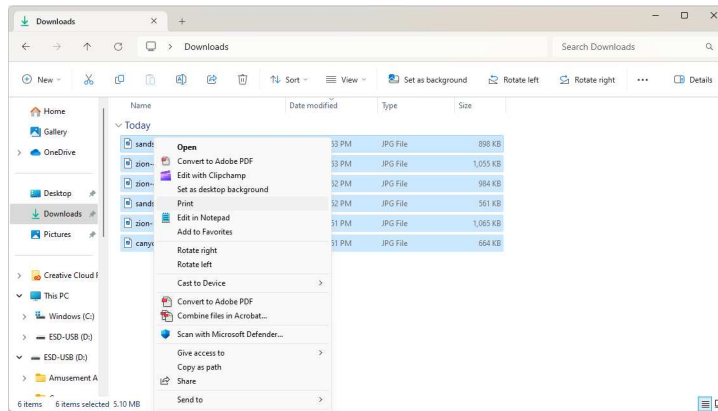 Downloads
Downloads
Search Downloads
New
Sort
View
Set as background
Rotate left
Rotate right
Details
Home
Gallery
OneDrive
Desktop
Downloads
Pictures
Creative Cloud F
This PC
Windows (C:)
ESD-USB (D:)
ESD-USB (D:)
Amusement A
Name Date modified Type Size
Today
sands 53 PM JPG File 898 KB
zion- 53 PM JPG File 1,055 KB
zion- 52 PM JPG File 984 KB
sands 52 PM JPG File 561 KB
zion- 51 PM JPG File 1,065 KB
canyo 51 PM JPG File 664 KB
Open
Convert to Adobe PDF
Edit with Clipchamp
Set as desktop background
Print
Edit in Notepad
Add to Favorites
Rotate right
Rotate left
Cast to Device
Convert to Adobe PDF
Combine files in Acrobat...
Scan with Microsoft Defender...
Give access to
Copy as path
Share
Send to
6 items 6 items selected 5.10 MB